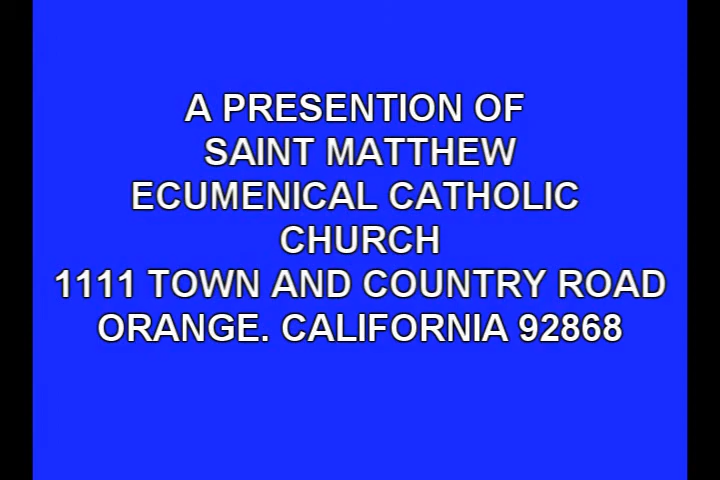 A PRESENTION OF
SAINT MATTHEW
ECUMENICAL CATHOLIC
CHURCH
1111 TOWN AND COUNTRY ROAD
ORANGE. CALIFORNIA 92868